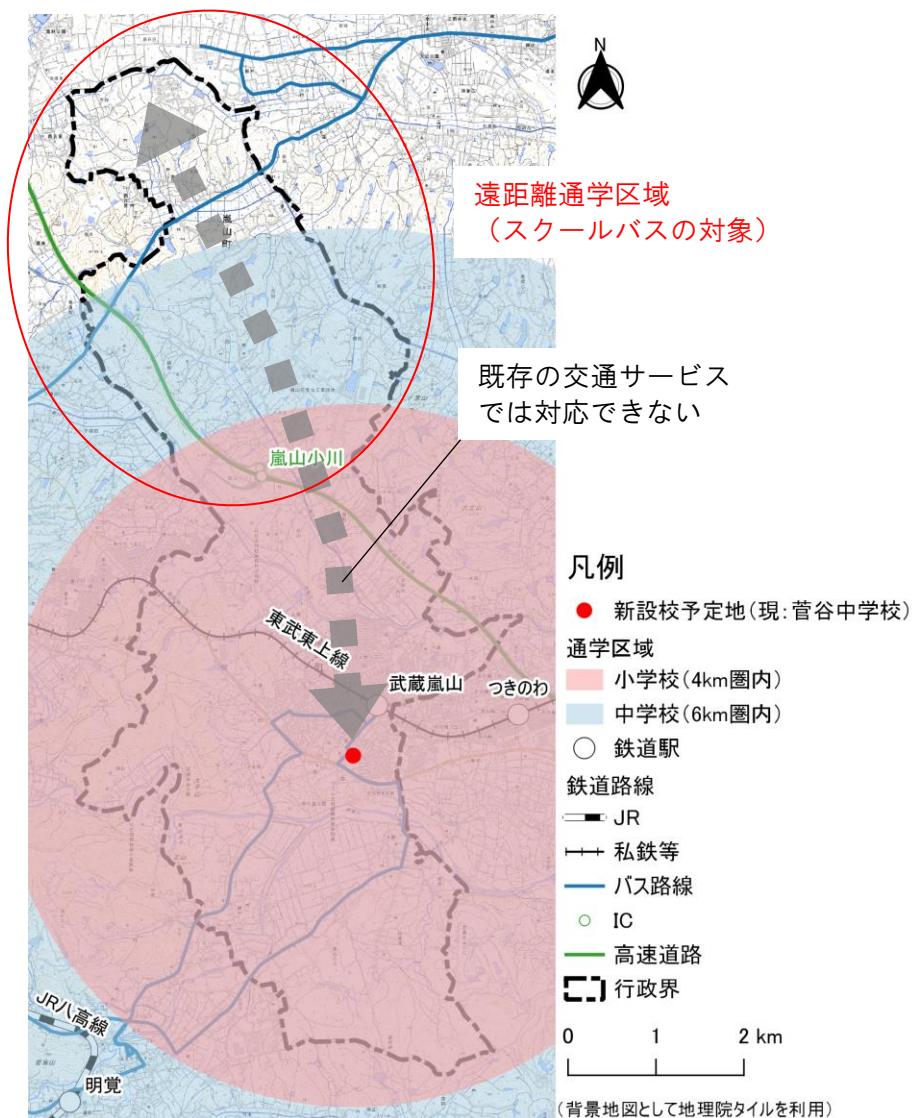 N
遠距離通学区域
（スクールバスの対象）
嵐山町
既存の交通サービス
では対応できない
嵐山小川
東武東上線
武蔵嵐山
つきのわ
JR八高線
明覚
凡例
新設校予定地(現:菅谷中学校)
通学区域
小学校(4km圏内)
中学校(6km圏内)
鉄道駅
鉄道路線
JR
私鉄等
バス路線
IC
高速道路
行政界
0 1 2 km
(背景地図として地理院タイルを利用)